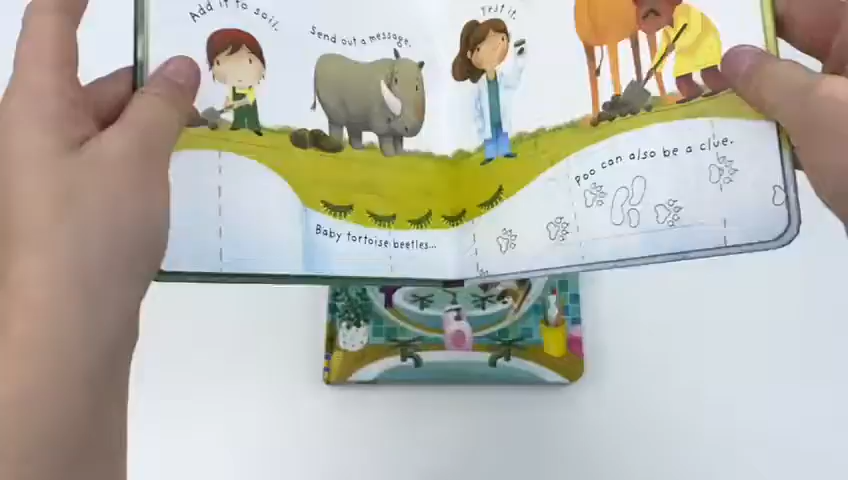 Add it to soil.
Send out a message.
Test it.
Poo can also be a clue.
Baby tortoise beetles...